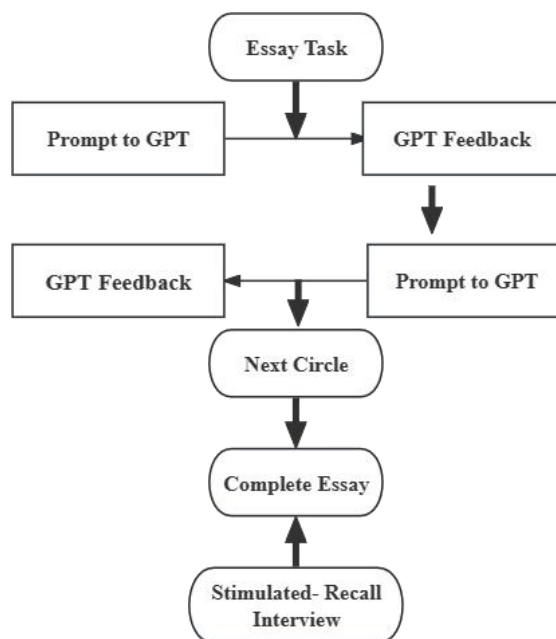 Essay Task
Prompt to GPT
GPT Feedback
GPT Feedback
Prompt to GPT
Next Circle
Complete Essay
Stimulated- Recall
Interview